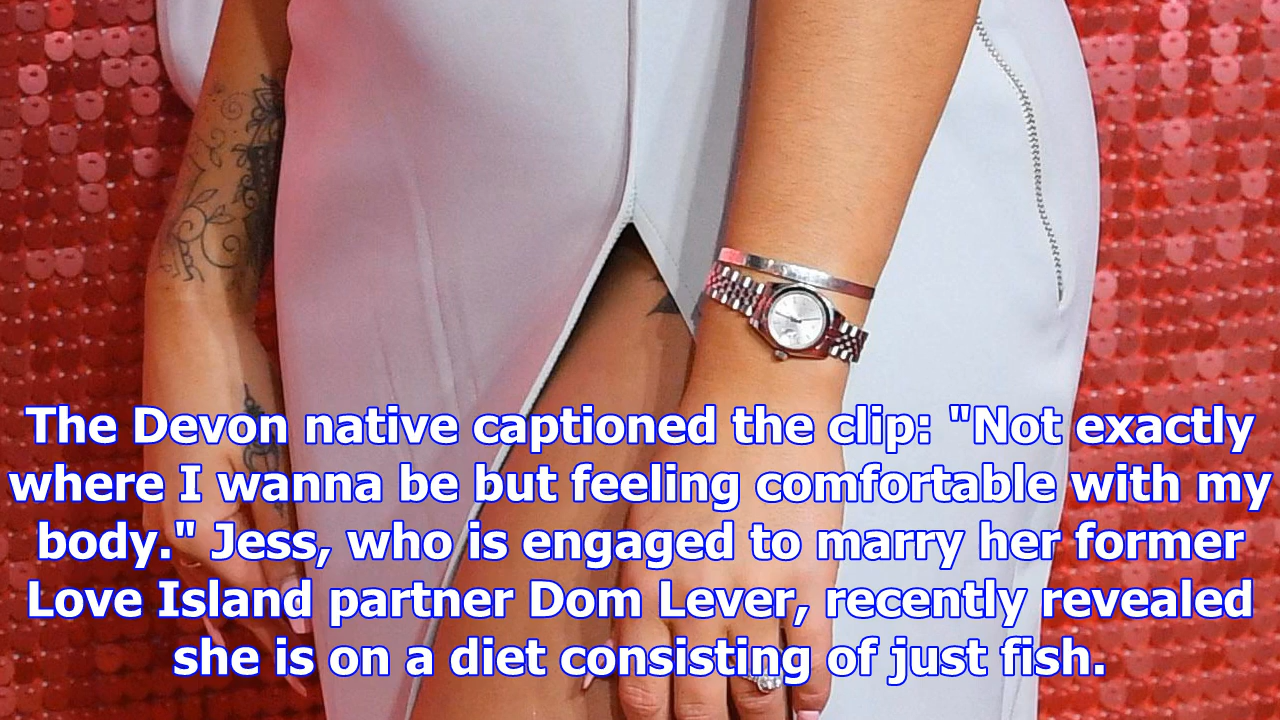 The Devon native captioned the clip: "Not exactly
where I wanna be but feeling comfortable with my
body." Jess, who is engaged to marry her former
Love Island partner Dom Lever, recently revealed
she is on a diet consisting of just fish.